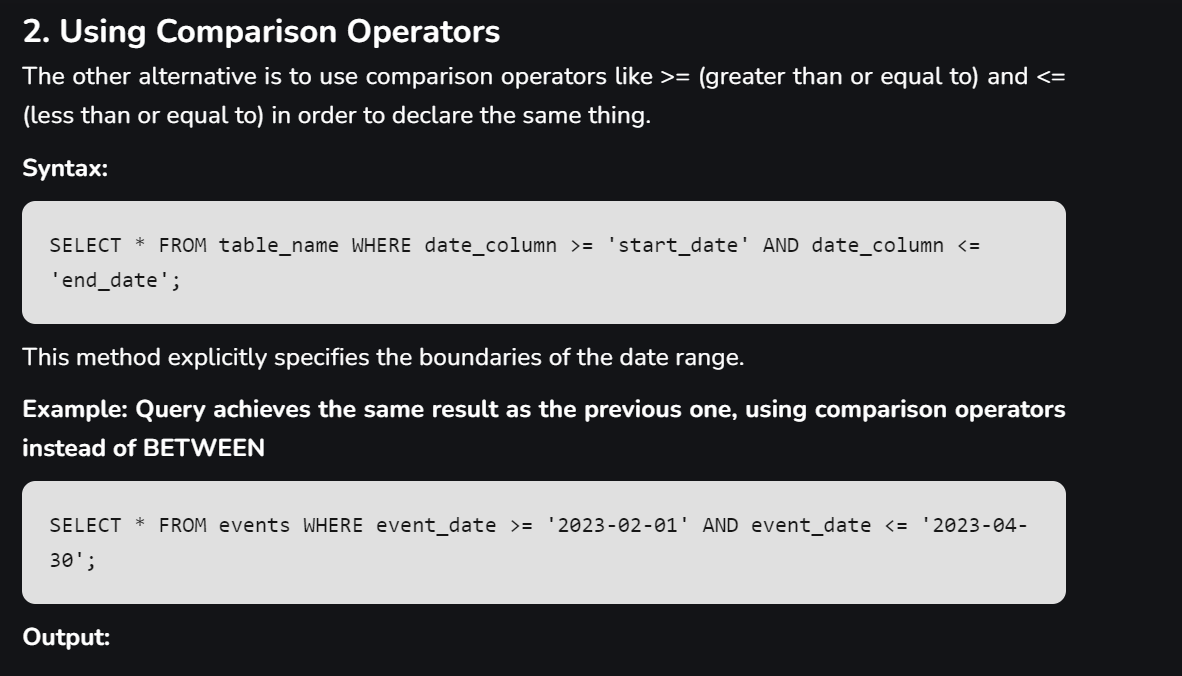 2. Using Comparison Operators
The other alternative is to use comparison operators like >= (greater than or equal to) and <=
(less than or equal to) in order to declare the same thing.
Syntax:
SELECT * FROM table_name WHERE date_column >= 'start_date' AND date_column <=
'end_date';
This method explicitly specifies the boundaries of the date range.
Example: Query achieves the same result as the previous one, using comparison operators
instead of BETWEEN
SELECT * FROM events WHERE event_date >= '2023-02-01' AND event_date <= '2023-04-
30';
Output: